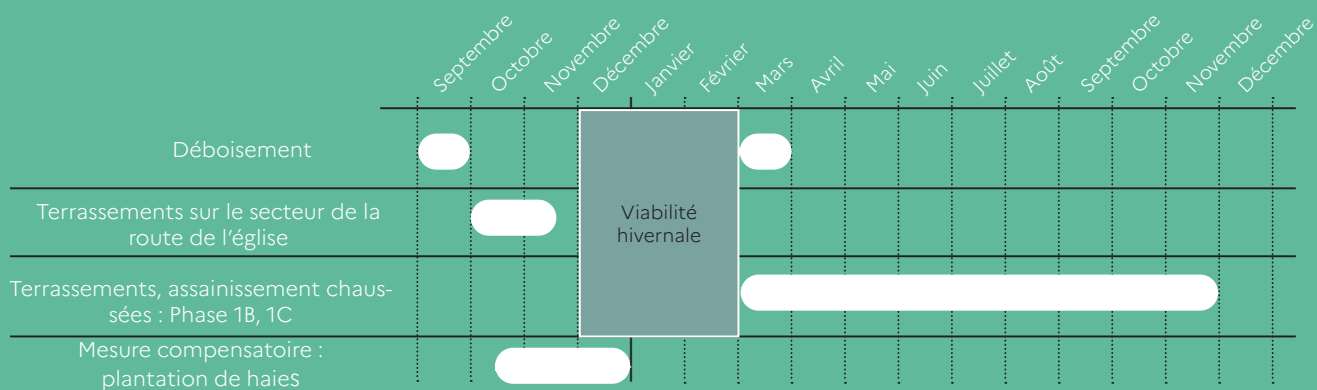 Septembre
Octobre
Novembre
Décembre
Janvier
Février
Mars
Avril
Mai
Juin
Juillet
Août
Septembre
Octobre
Novembre
Décembre
Déboisement
Terrassements sur le secteur de la
route de l'église
Viabilité
hivernale
Terrassements, assainissement chaus-
sées : Phase 1B, 1C
Mesure compensatoire :
plantation de haies